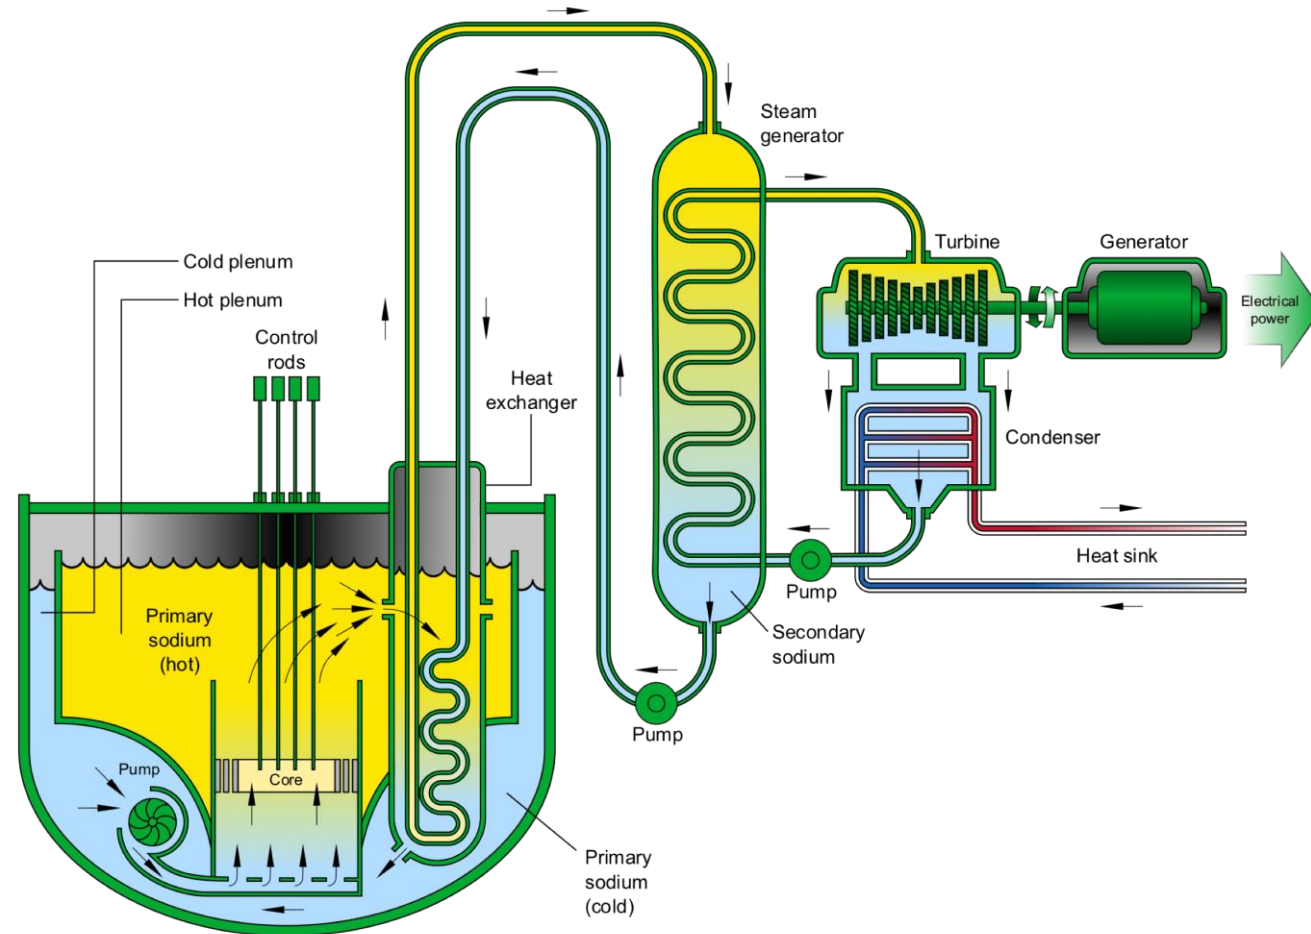 Steam
generator
Cold plenum
Hot plenum
Control
rods
Heat
exchanger
Turbine
Generator
Electrical
power
Condenser
Heat sink
Pump
Secondary
sodium
Pump
Primary
sodium
(hot)
Pump
Core
Primary
sodium
(cold)